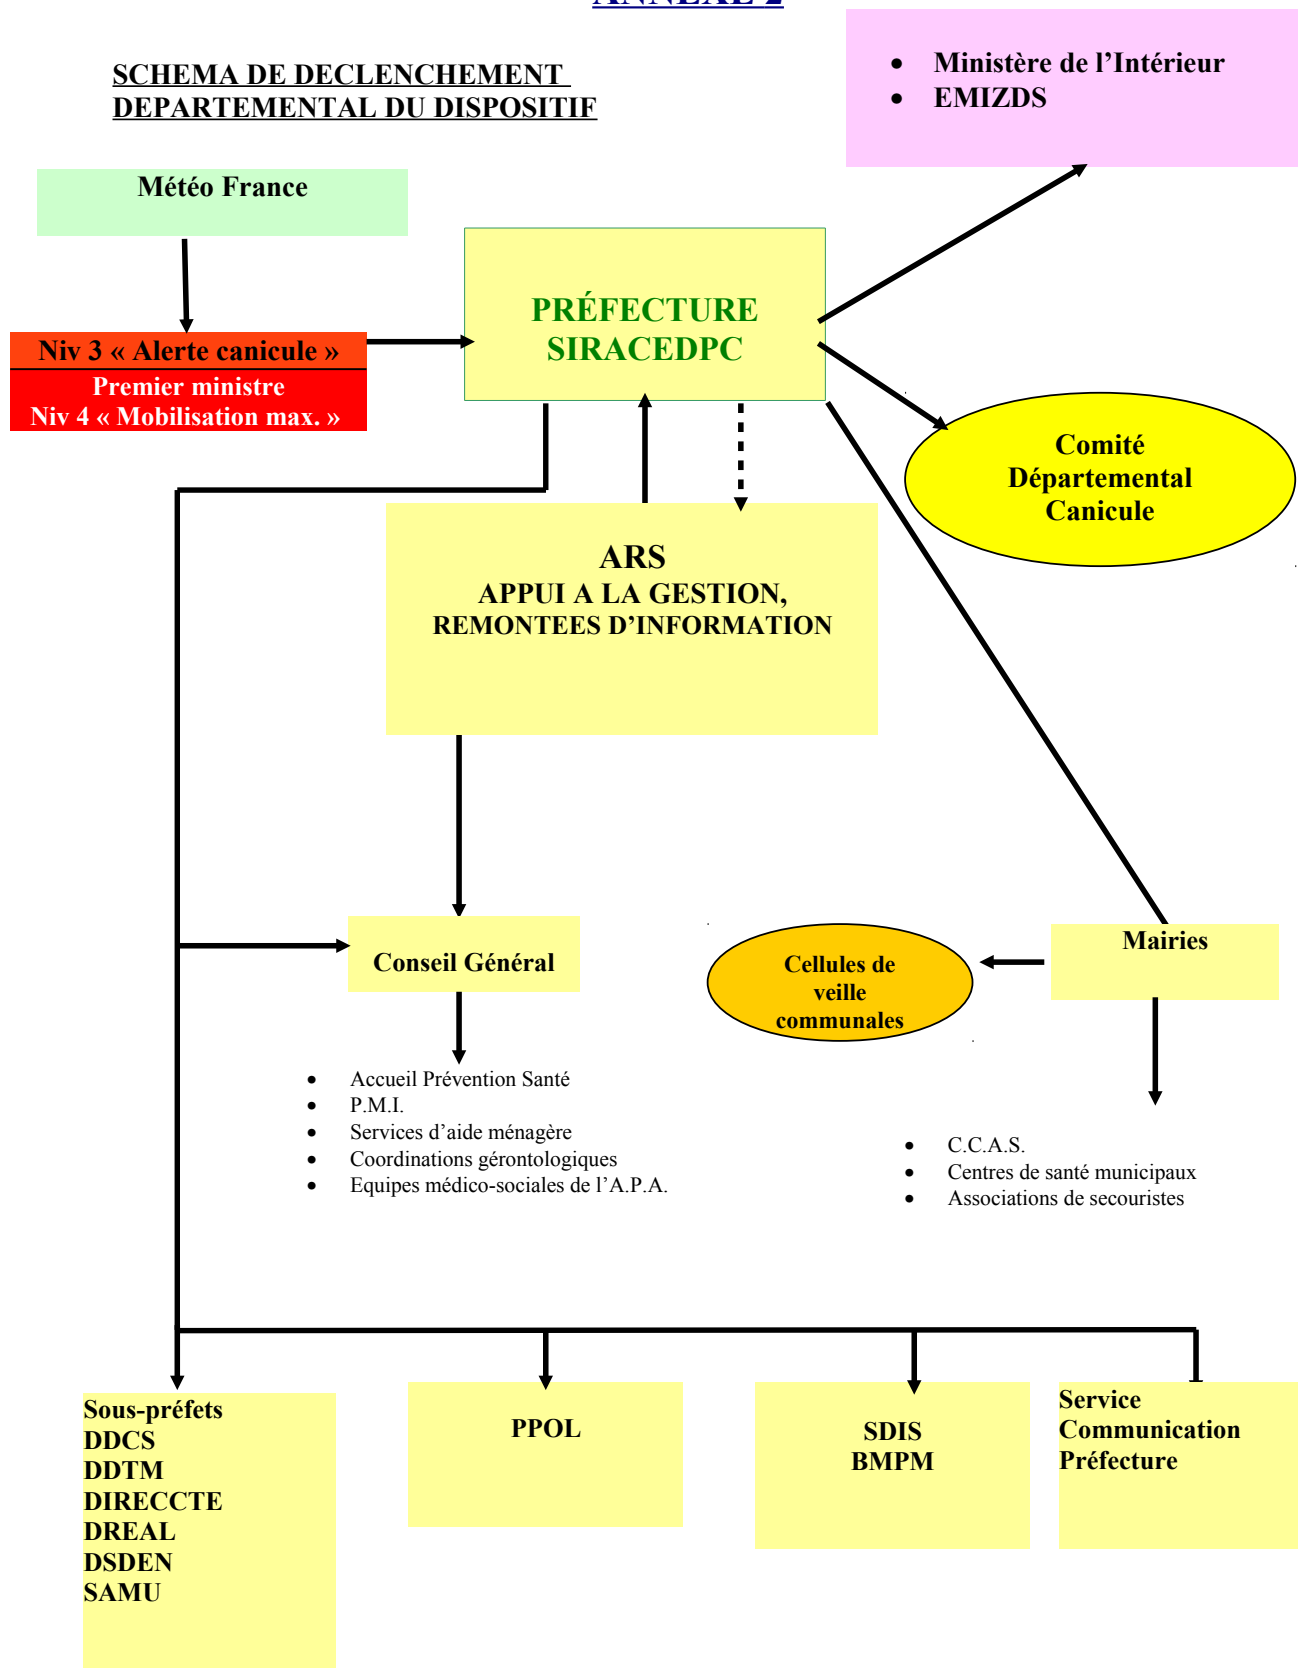 ANNEXE 2
SCHEMA DE DECLENCHEMENT
DEPARTEMENTAL DU DISPOSITIF
• Ministère de l’Intérieur
• EMIZDS
Météo France
PRÉFECTURE
SIRACEDPC
Niv 3 « Alerte canicule »
Premier ministre
Niv 4 « Mobilisation max. »
Comité
Départemental
Canicule
ARS
APPUI A LA GESTION,
REMONTEES D’INFORMATION
Conseil Général
Cellules de
veille
communales
Mairies
• Accueil Prévention Santé
• P.M.I.
• Services d’aide ménagère
• Coordinations gérontologiques
• Equipes médico-sociales de l’A.P.A.
• C.C.A.S.
• Centres de santé municipaux
• Associations de secouristes
Sous-préfets
DDCS
DDTM
DIRECCTE
DREAL
DSDEN
SAMU
PPOL
SDIS
BMPM
Service
Communication
Préfecture